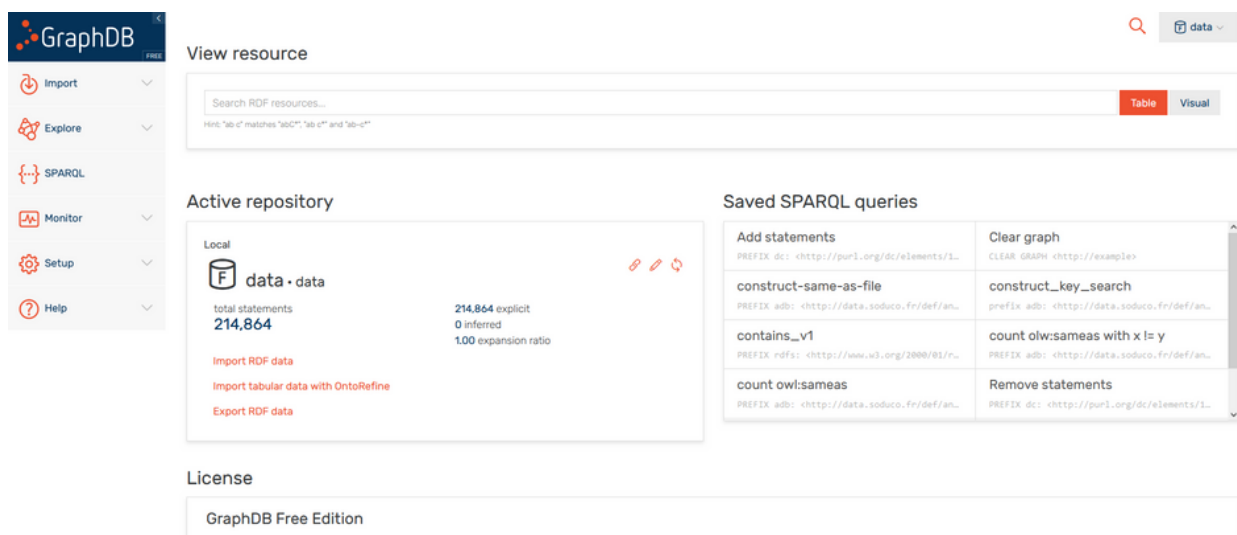 GraphDB
FREE
data
Import
Explore
SPARQL
Monitor
Setup
Help
View resource
Search RDF resources...
Table
Visual
Hint: "ab c" matches "abC*", "ab c*" and "ab-c*"
Active repository
Local
data · data
total statements
214,864
214,864 explicit
0 inferred
1.00 expansion ratio
Import RDF data
Import tabular data with OntoRefine
Export RDF data
Saved SPARQL queries
Add statements
PREFIX dc: <http://purl.org/dc/elements/1…
Clear graph
CLEAR GRAPH <http://example>
construct-same-as-file
PREFIX adb: <http://data.soduco.fr/def/an…
construct_key_search
prefix adb: <http://data.soduco.fr/def/an…
contains_v1
PREFIX rdfs: <http://www.w3.org/2000/01/r…
count olw:sameas with x != y
PREFIX adb: <http://data.soduco.fr/def/an…
count owl:sameas
PREFIX adb: <http://data.soduco.fr/def/an…
Remove statements
PREFIX dc: <http://purl.org/dc/elements/1…
License
GraphDB Free Edition